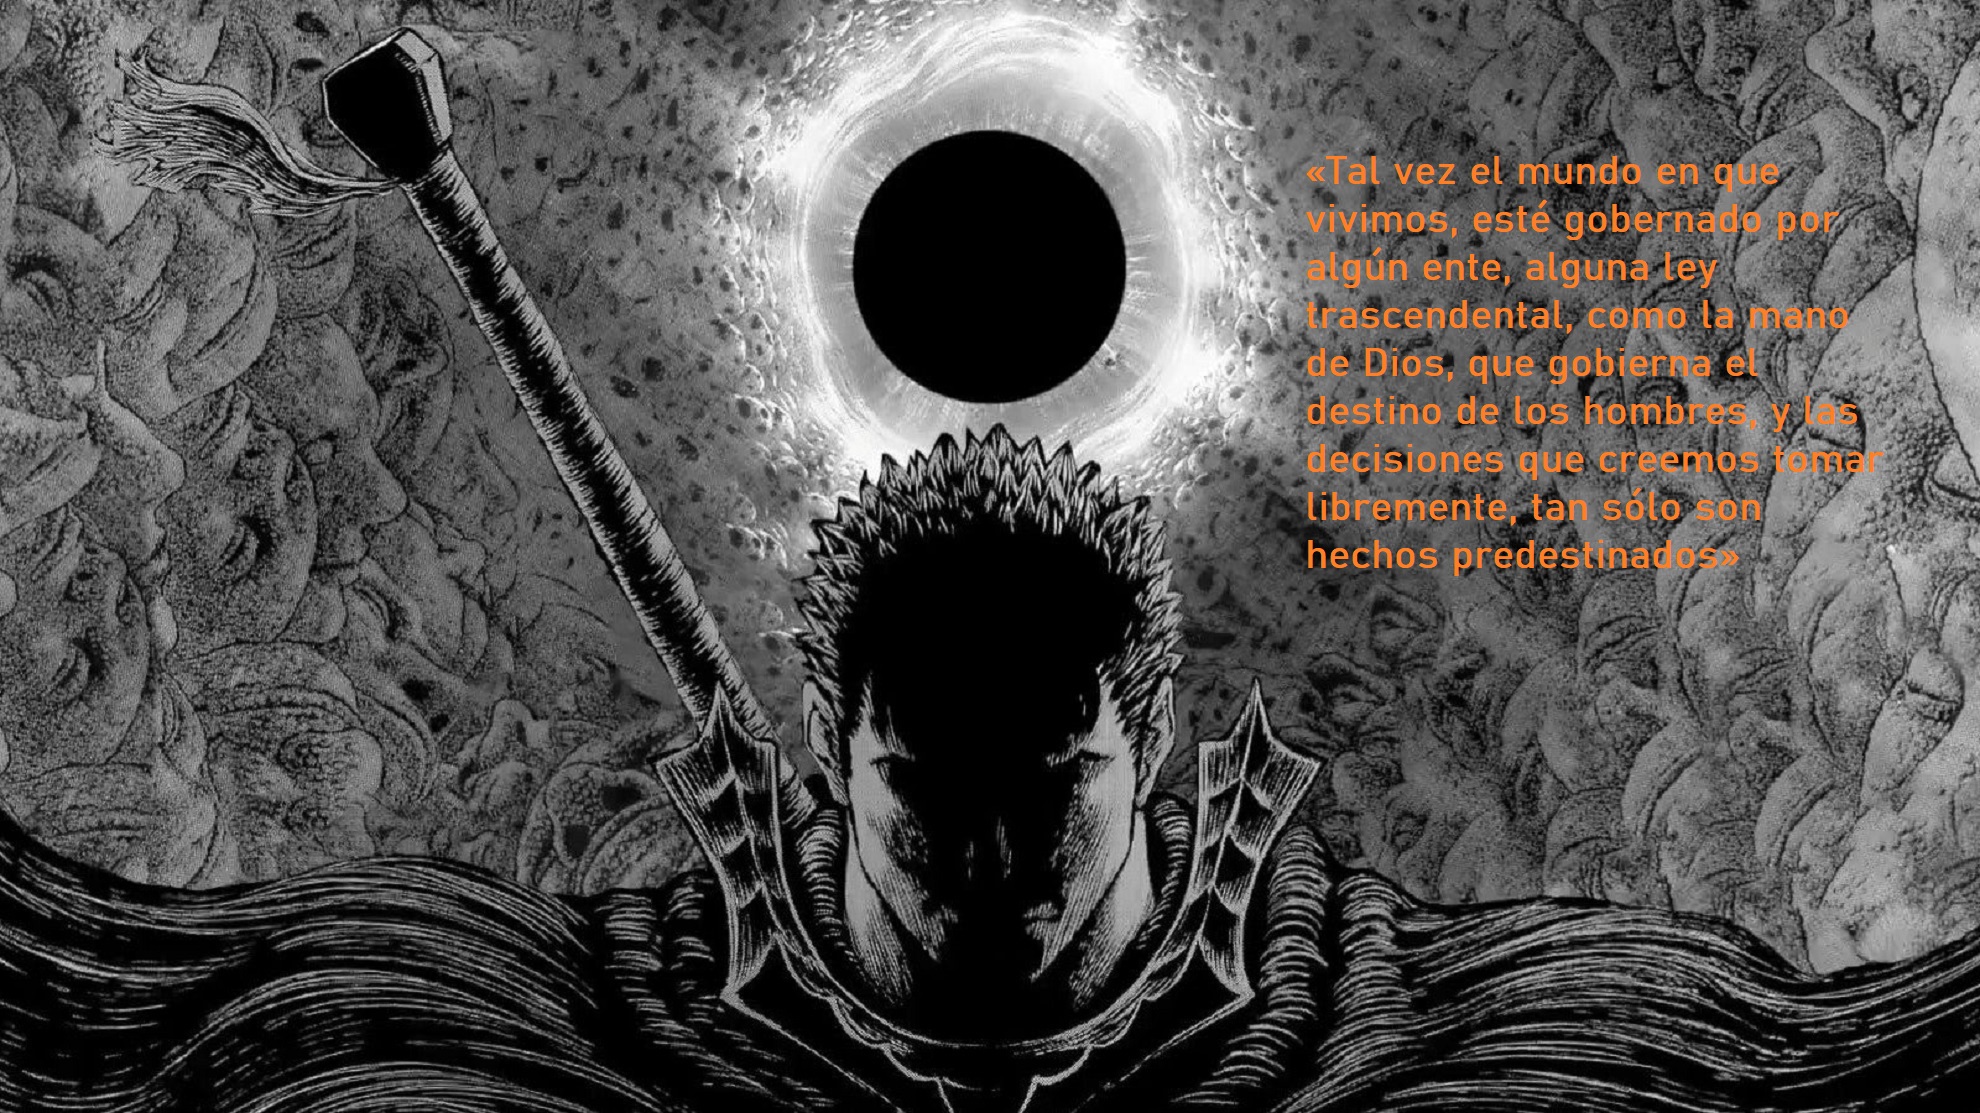 «Tal vez el mundo en que
vivimos, esté gobernado por
algún ente, alguna ley
trascendental, como la mano
de Dios, que gobierna el
destino de los hombres, y las
decisiones que creemos tomar
libremente, tan sólo son
hechos predestinados»